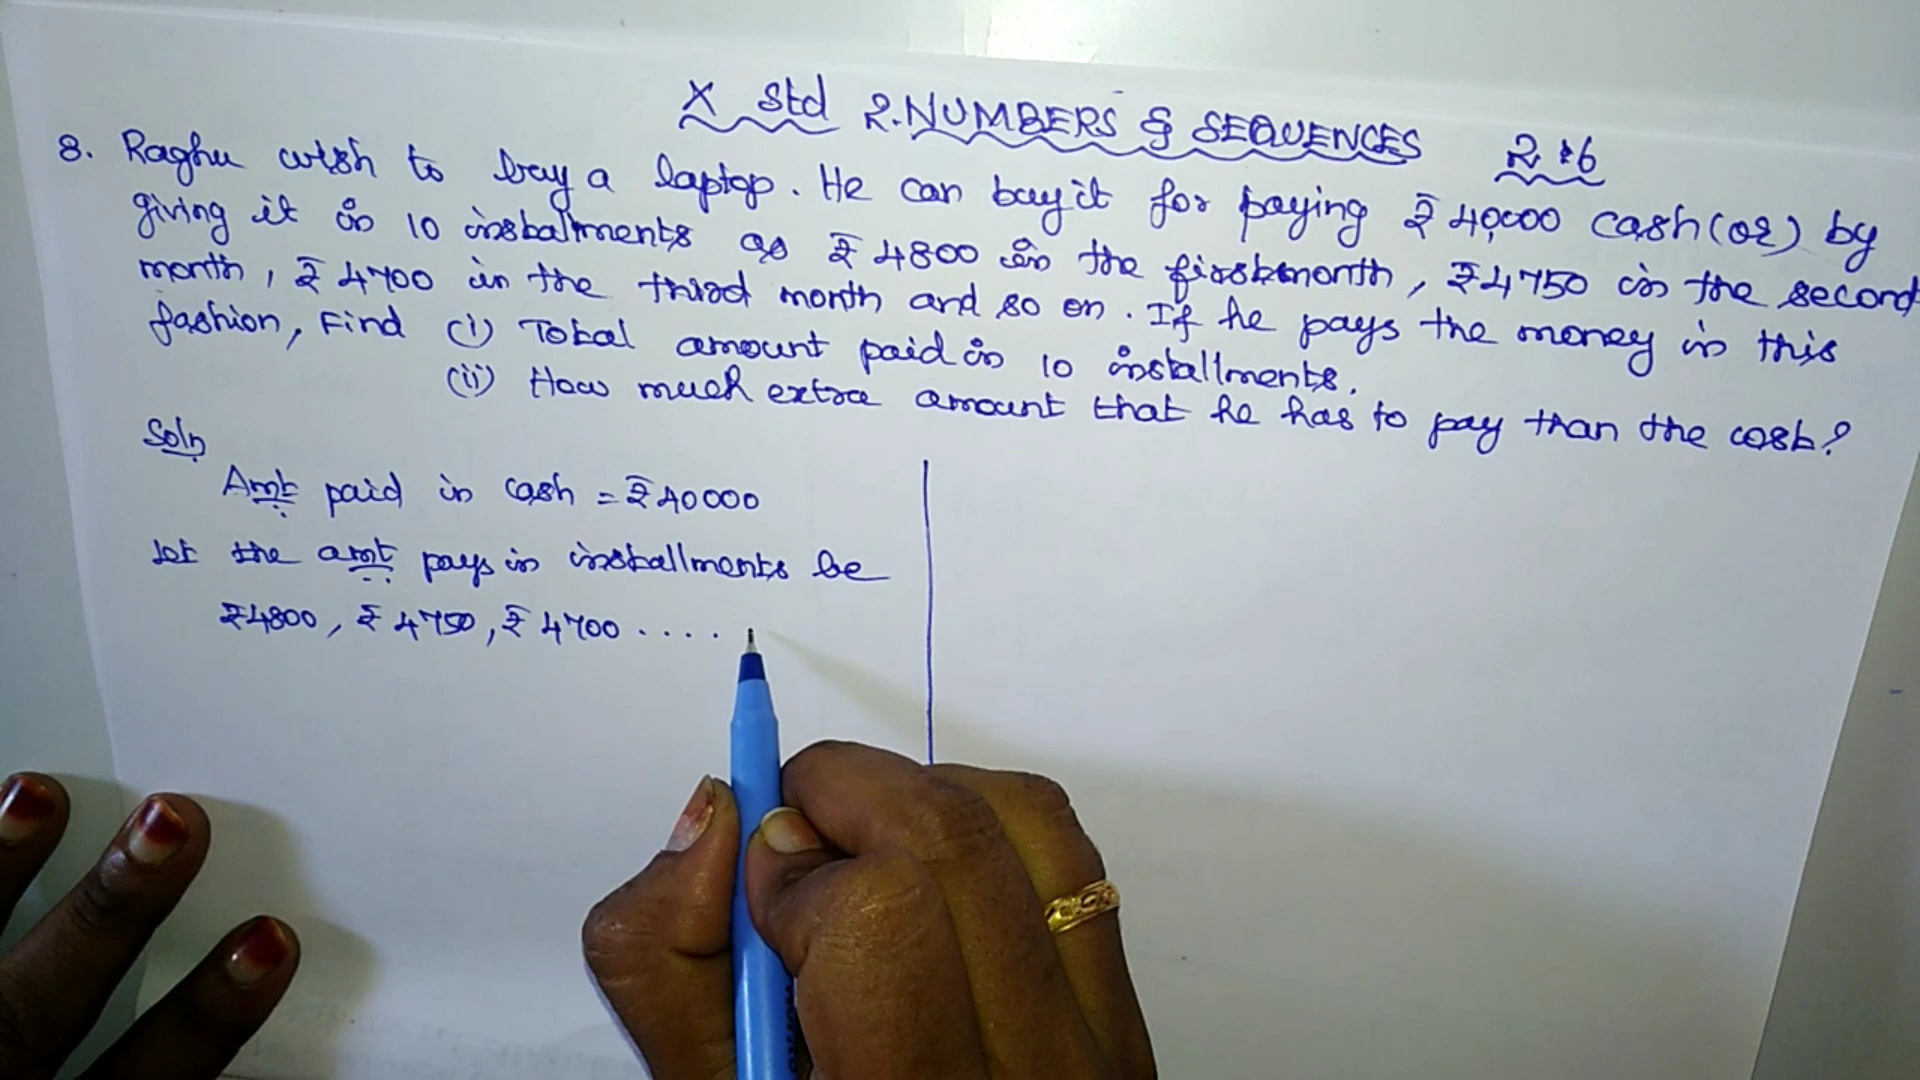 X Std 2.NUMBERS & SEQUENCES 2.6
8. Raghu wish to buy a laptop. He can buy it for paying ₹ 40,000 cash (or) by
giving it in 10 installments as ₹ 4800 in the first month, ₹ 4750 in the second
month, ₹ 4700 in the third month and so on. If he pays the money in this
fashion, Find (i) Total amount paid in 10 installments.
(ii) How much extra amount that he has to pay than the cost?
Soln
Amt paid in cash = ₹ 40000
Let the amt pays in installments be
₹4800, ₹ 4750, ₹ 4700 ....